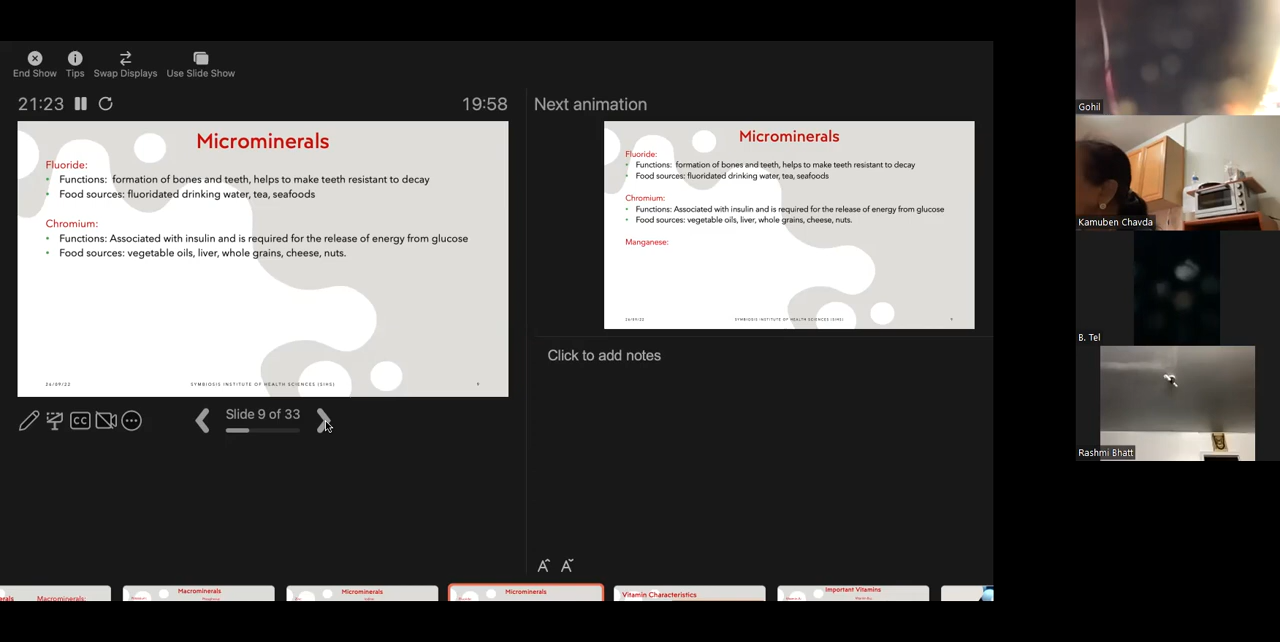 End Show Tips Swap Displays Use Slide Show
21:23 19:58
Microminerals
Fluoride:
• Functions: formation of bones and teeth, helps to make teeth resistant to decay
• Food sources: fluoridated drinking water, tea, seafoods
Chromium:
• Functions: Associated with insulin and is required for the release of energy from glucose
• Food sources: vegetable oils, liver, whole grains, cheese, nuts.
26/09/22 SYMBIOSIS INSTITUTE OF HEALTH SCIENCES (SIHS) 9
CC Slide 9 of 33
Next animation
Microminerals
Fluoride:
• Functions: formation of bones and teeth, helps to make teeth resistant to decay
• Food sources: fluoridated drinking water, tea, seafoods
Chromium:
• Functions: Associated with insulin and is required for the release of energy from glucose
• Food sources: vegetable oils, liver, whole grains, cheese, nuts.
Manganese:
26/09/22 SYMBIOSIS INSTITUTE OF HEALTH SCIENCES (SIHS) 9
Click to add notes
A A
Macrominerals: Macrominerals Microminerals Microminerals Vitamin Characteristics Important Vitamins
Gohil
Kamuben Chavda
B. Tel
Rashmi Bhatt